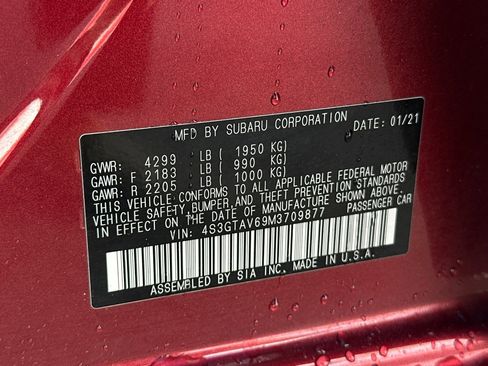 MFD BY SUBARU CORPORATION DATE: 01/21
GVWR: 4299 LB ( 1950 KG)
GAWR: F 2183 LB ( 990 KG)
GAWR: R 2205 LB ( 1000 KG)
THIS VEHICLE CONFORMS TO ALL APPLICABLE FEDERAL MOTOR
VEHICLE SAFETY, BUMPER, AND THEFT PREVENTION STANDARDS
IN EFFECT ON THE DATE OF MANUFACTURE SHOWN ABOVE.
VIN: 4S3GTAV69M3709877 PASSENGER CAR
ASSEMBLED BY SIA INC. MADE IN U.S.A.